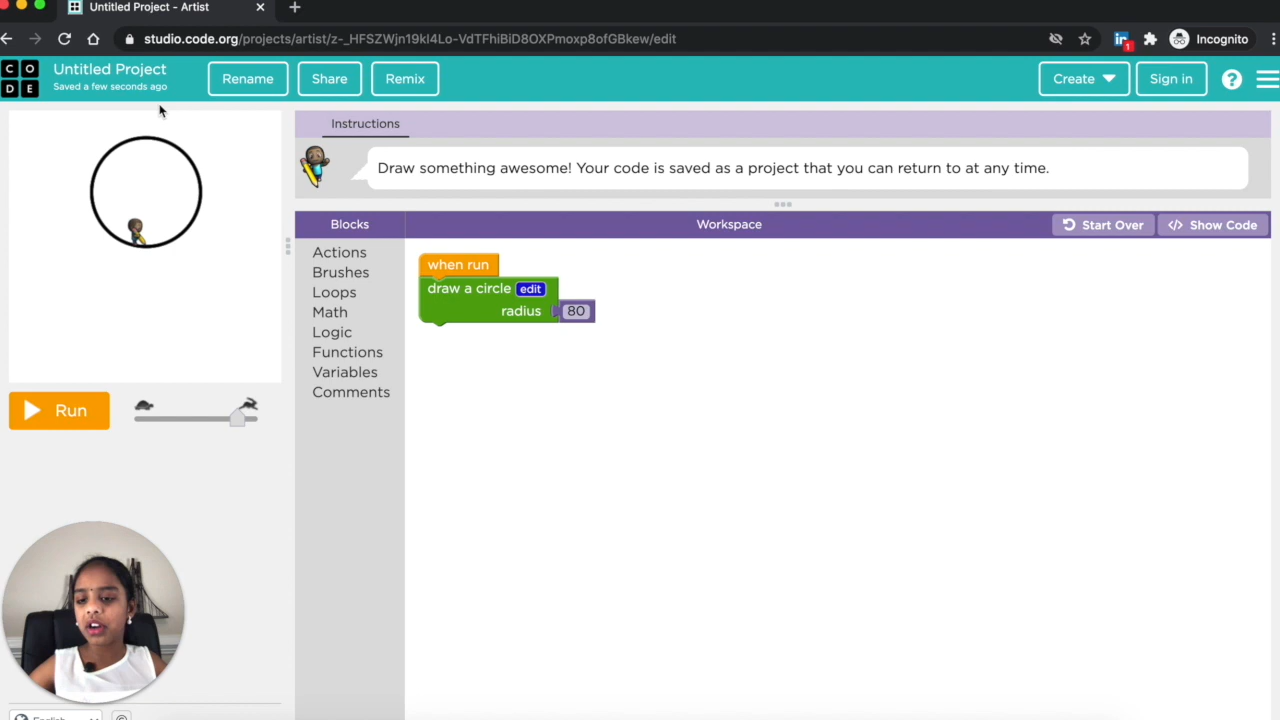 Untitled Project - Artist
studio.code.org/projects/artist/z-_HFSZWjn19kI4Lo-VdTFhiBiD8OXPmoxp8ofGBkew/edit
1
Incognito
C O
D E
Untitled Project
Saved a few seconds ago
Rename
Share
Remix
Create
Sign in
?
Instructions
Draw something awesome! Your code is saved as a project that you can return to at any time.
Blocks
Workspace
Start Over
</> Show Code
Actions
Brushes
Loops
Math
Logic
Functions
Variables
Comments
when run
draw a circle edit
radius 80
Run
English